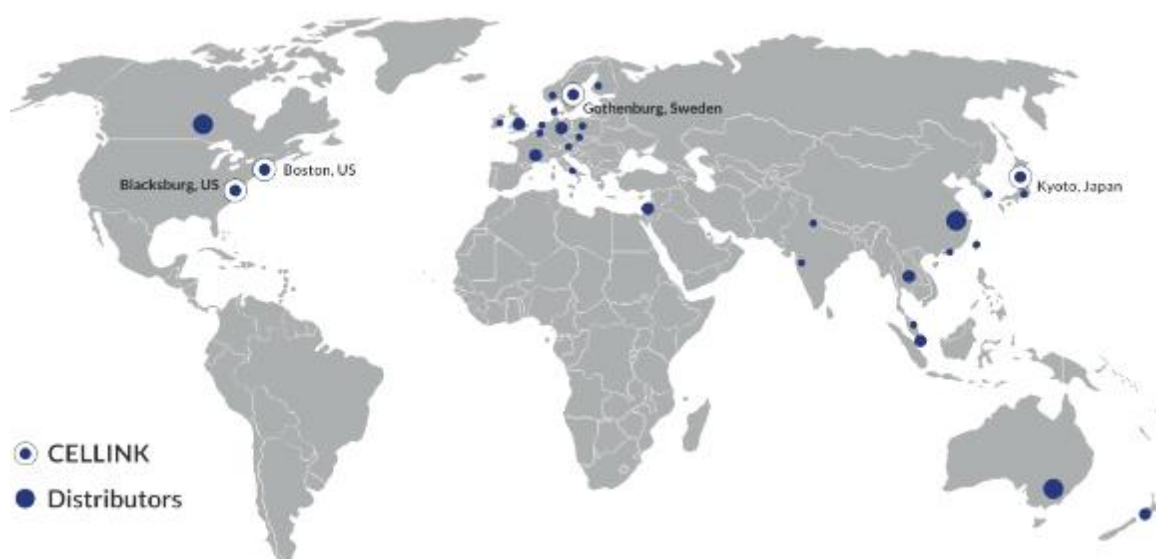 Gothenburg, Sweden
Boston, US
Blacksburg, US
Kyoto, Japan
CELLINK
Distributors